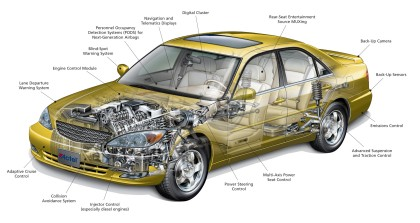 Digital Cluster
Navigation and
Telematics Displays
Rear Seat Entertainment
Source MUXing
Personnel Occupancy
Detection Systems (PODS) for
Next-Generation Airbags
Back-Up Camera
Blind-Spot
Warning System
Engine Control Module
Back-Up Sensors
Lane Departure
Warning System
Emissions Control
Advanced Suspension
and Traction Control
Adaptive Cruise
Control
Multi-Axis Power
Seat Control
Power Steering
Control
Collision
Avoidance System
Injector Control
(especially diesel engines)